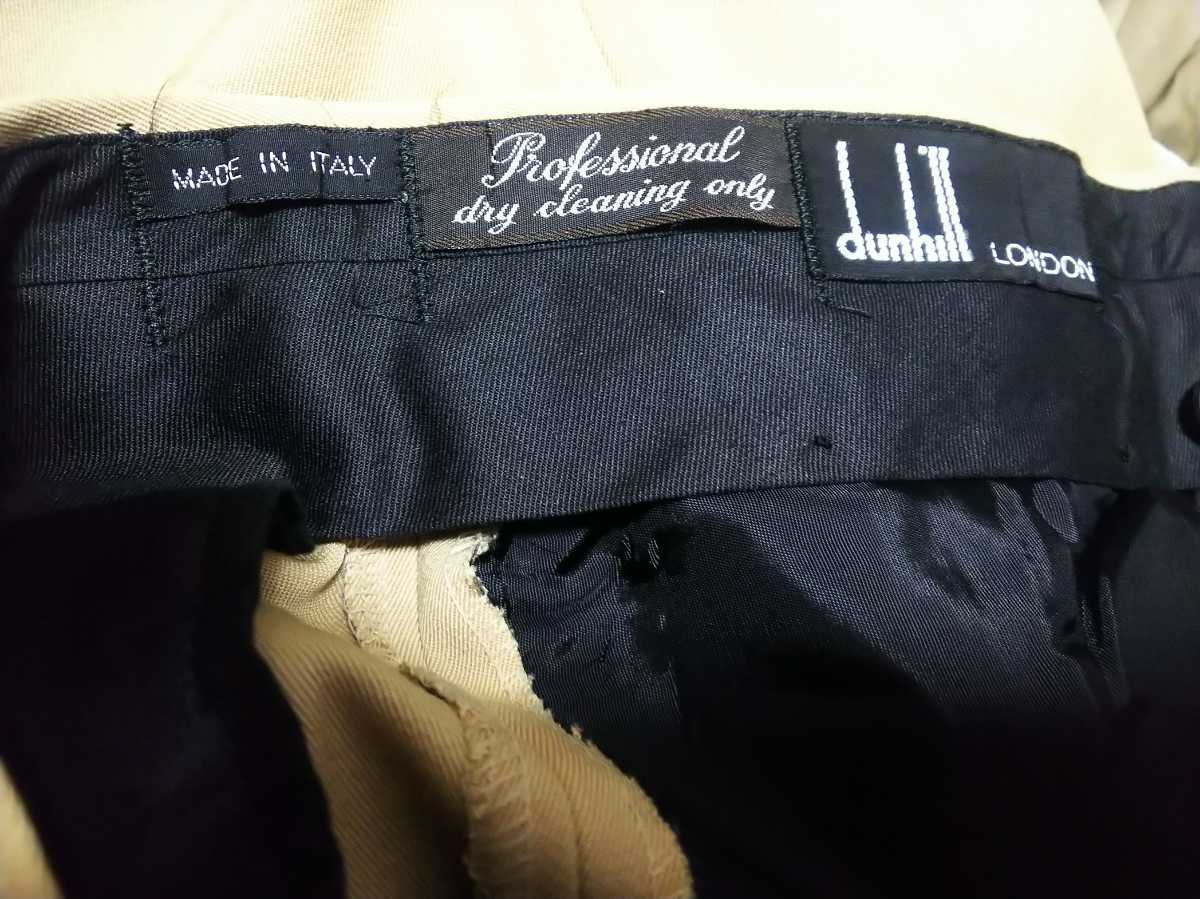 MADE IN ITALY
Professional
dry cleaning only
dunhill LONDON